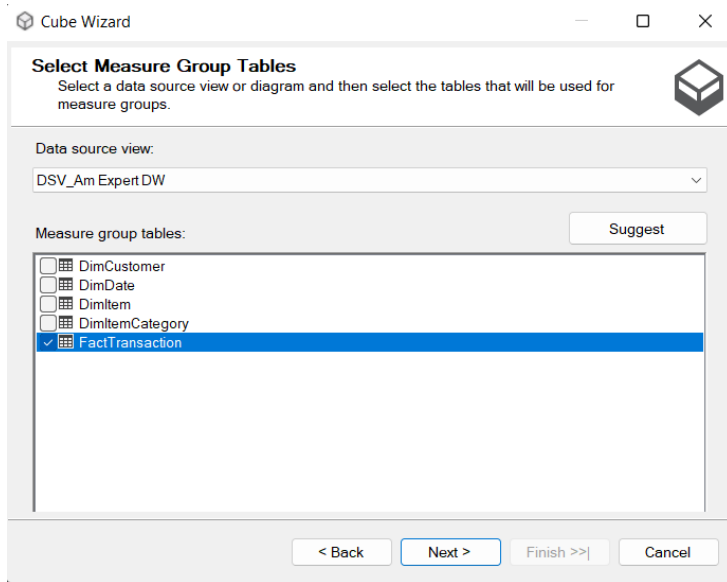 Cube Wizard
Select Measure Group Tables
Select a data source view or diagram and then select the tables that will be used for
measure groups.
Data source view:
DSV_Am Expert DW
Suggest
Measure group tables:
DimCustomer
DimDate
DimItem
DimItemCategory
FactTransaction
< Back
Next >
Finish >>|
Cancel